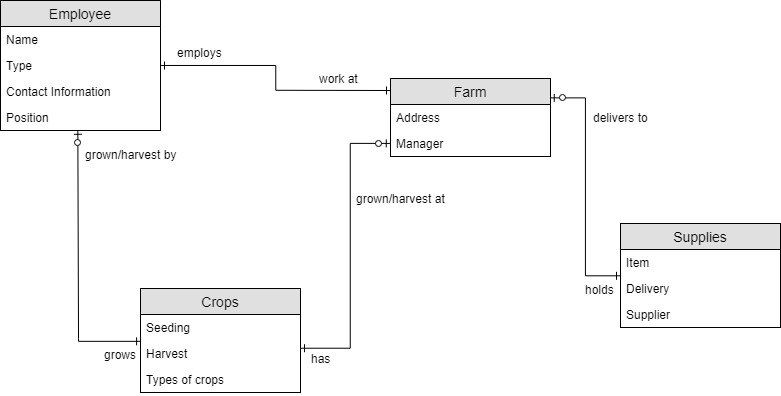 Employee
Name
Type
Contact Information
Position
employs
work at
Farm
Address
Manager
delivers to
grown/harvest by
grown/harvest at
Supplies
Item
Delivery
Supplier
holds
Crops
Seeding
Harvest
Types of crops
grows
has